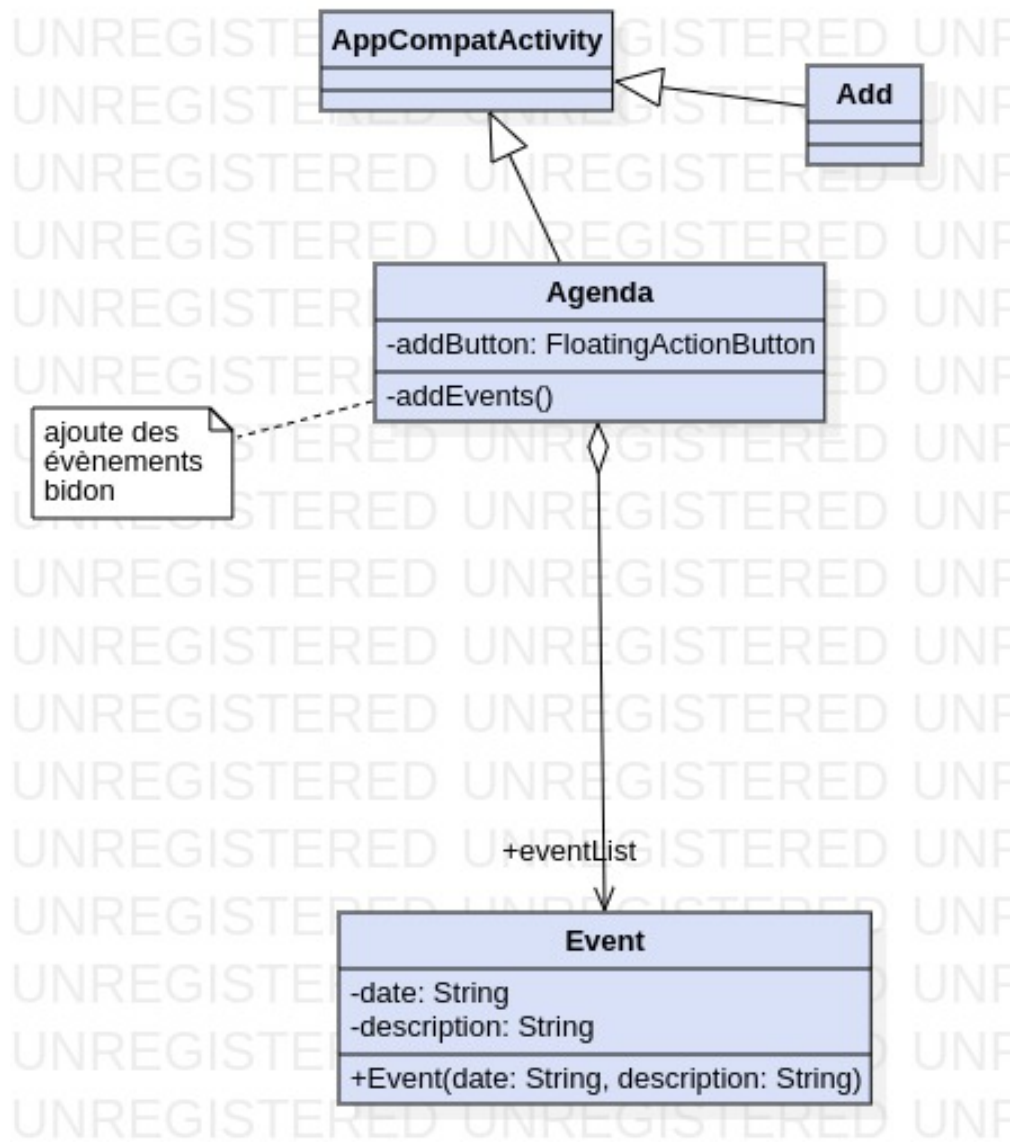 AppCompatActivity
Add
Agenda
-addButton: FloatingActionButton
-addEvents()
ajoute des
évènements
bidon
+eventList
Event
-date: String
-description: String
+Event(date: String, description: String)
UNREGISTERED